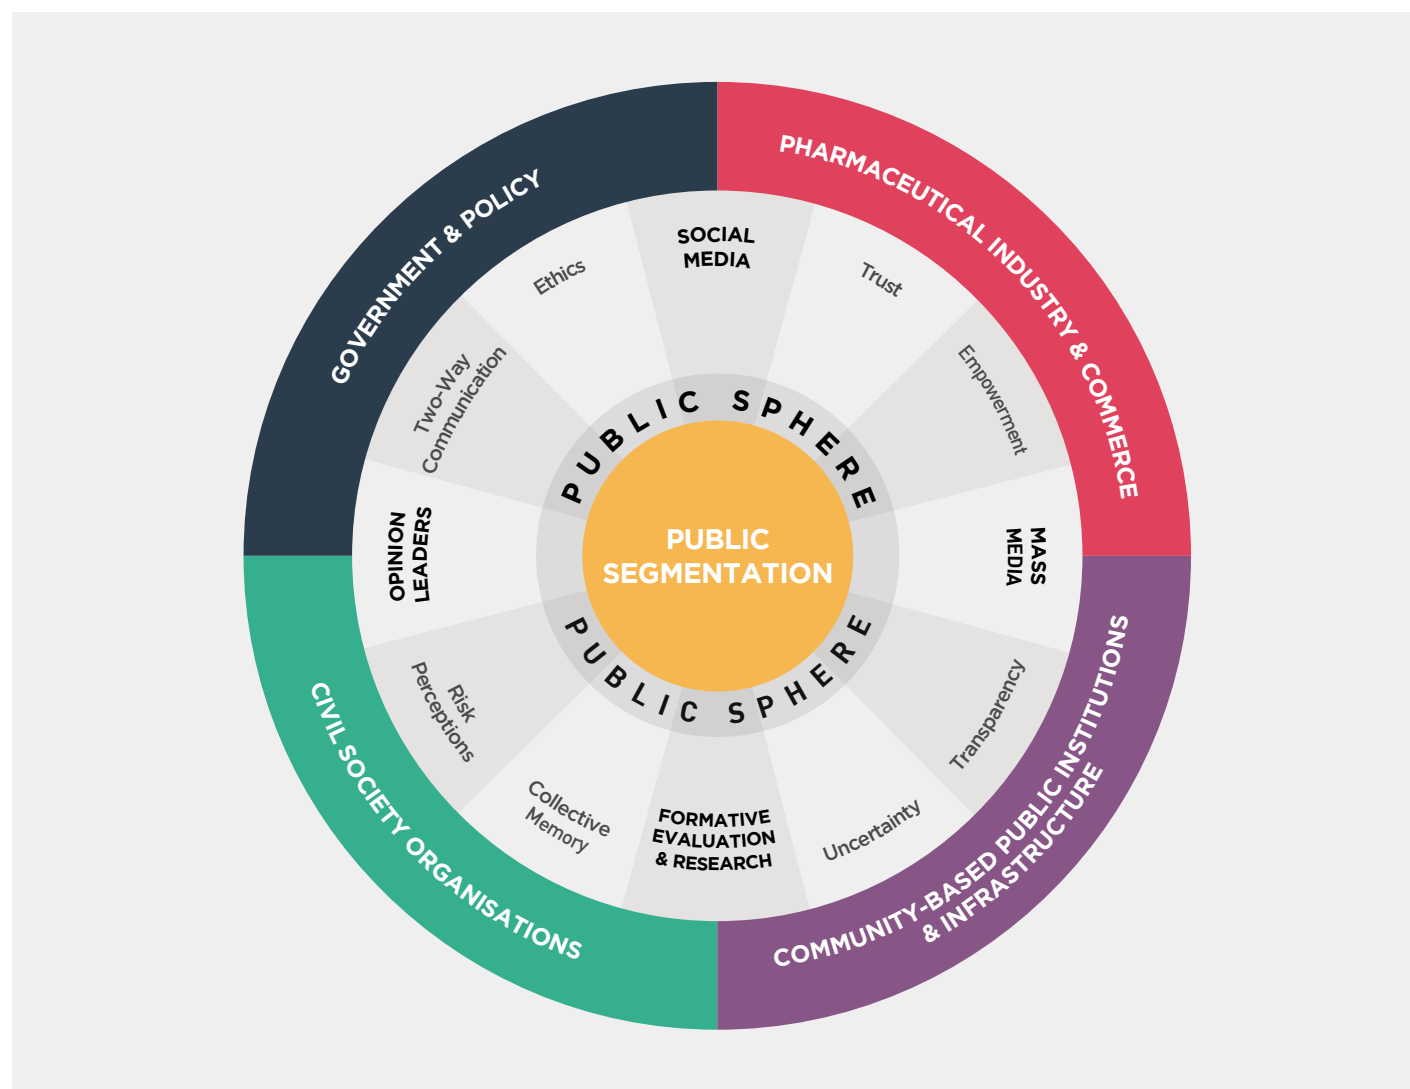 GOVERNMENT & POLICY
PHARMACEUTICAL INDUSTRY & COMMERCE
COMMUNITY-BASED PUBLIC INSTITUTIONS
& INFRASTRUCTURE
CIVIL SOCIETY ORGANISATIONS
SOCIAL
MEDIA
Trust
Empowerment
MASS
MEDIA
Transparency
Uncertainty
FORMATIVE
EVALUATION
& RESEARCH
Collective
Memory
Risk
Perceptions
OPINION
LEADERS
Two-Way
Communication
Ethics
PUBLIC SPHERE
PUBLIC
SEGMENTATION
PUBLIC SPHERE